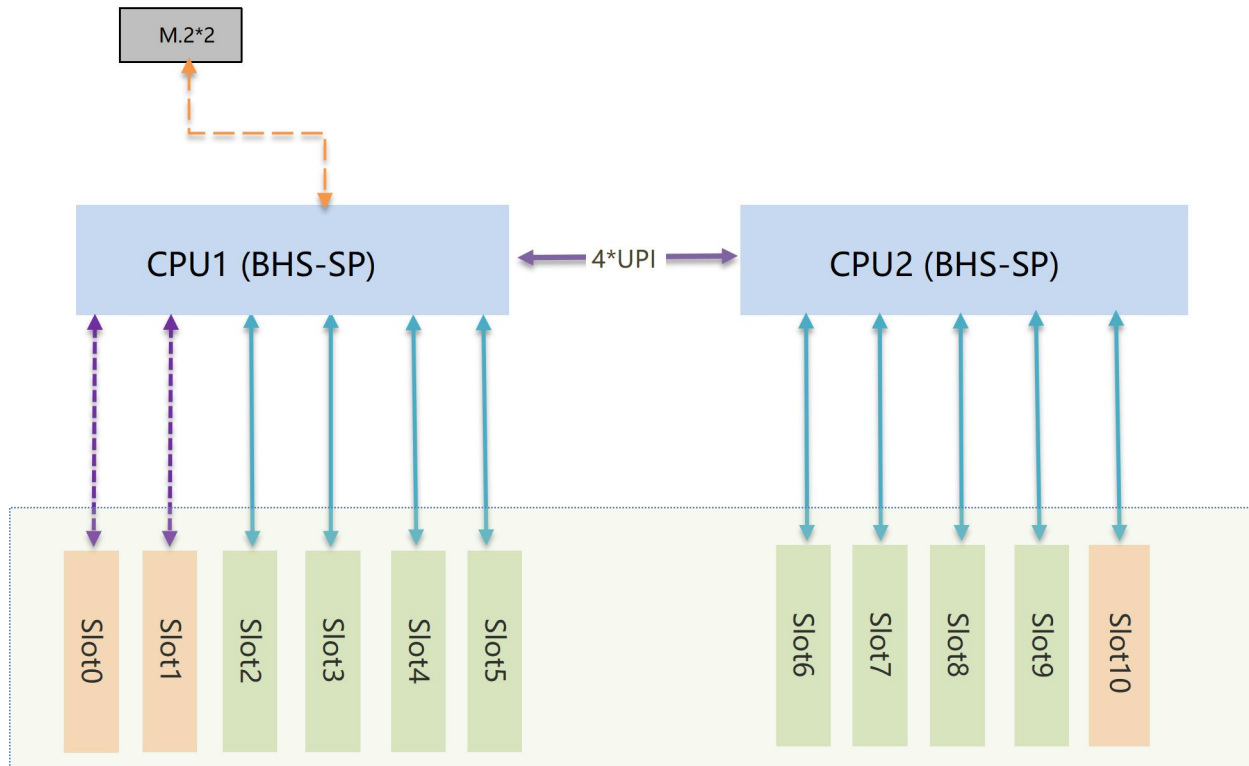 M.2*2
CPU1 (BHS-SP)
4*UPI
CPU2 (BHS-SP)
Slot0
Slot1
Slot2
Slot3
Slot4
Slot5
Slot6
Slot7
Slot8
Slot9
Slot10